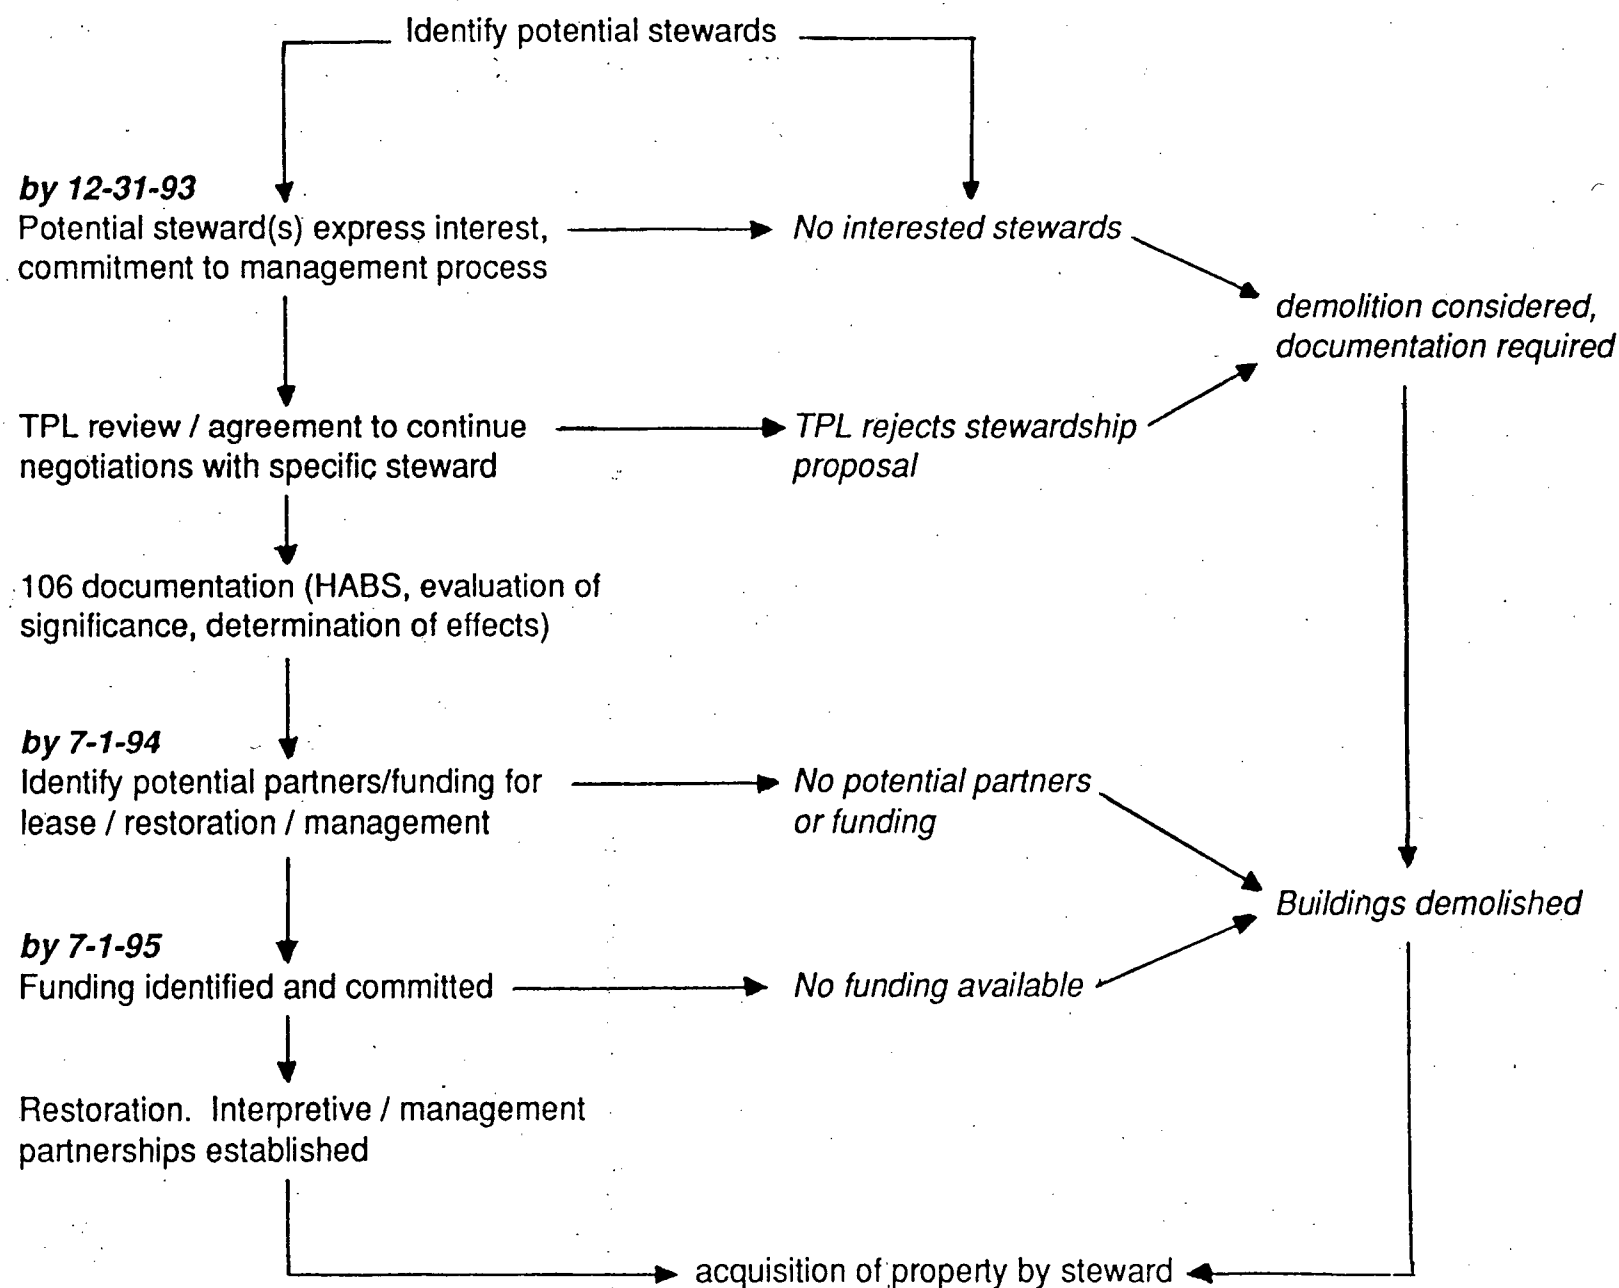 Identify potential stewards
by 12-31-93
Potential steward(s) express interest,
commitment to management process
No interested stewards
demolition considered,
documentation required
TPL review / agreement to continue
negotiations with specific steward
TPL rejects stewardship
proposal
106 documentation (HABS, evaluation of
significance, determination of effects)
by 7-1-94
Identify potential partners/funding for
lease / restoration / management
No potential partners
or funding
Buildings demolished
by 7-1-95
Funding identified and committed
No funding available
Restoration. Interpretive / management
partnerships established
acquisition of property by steward